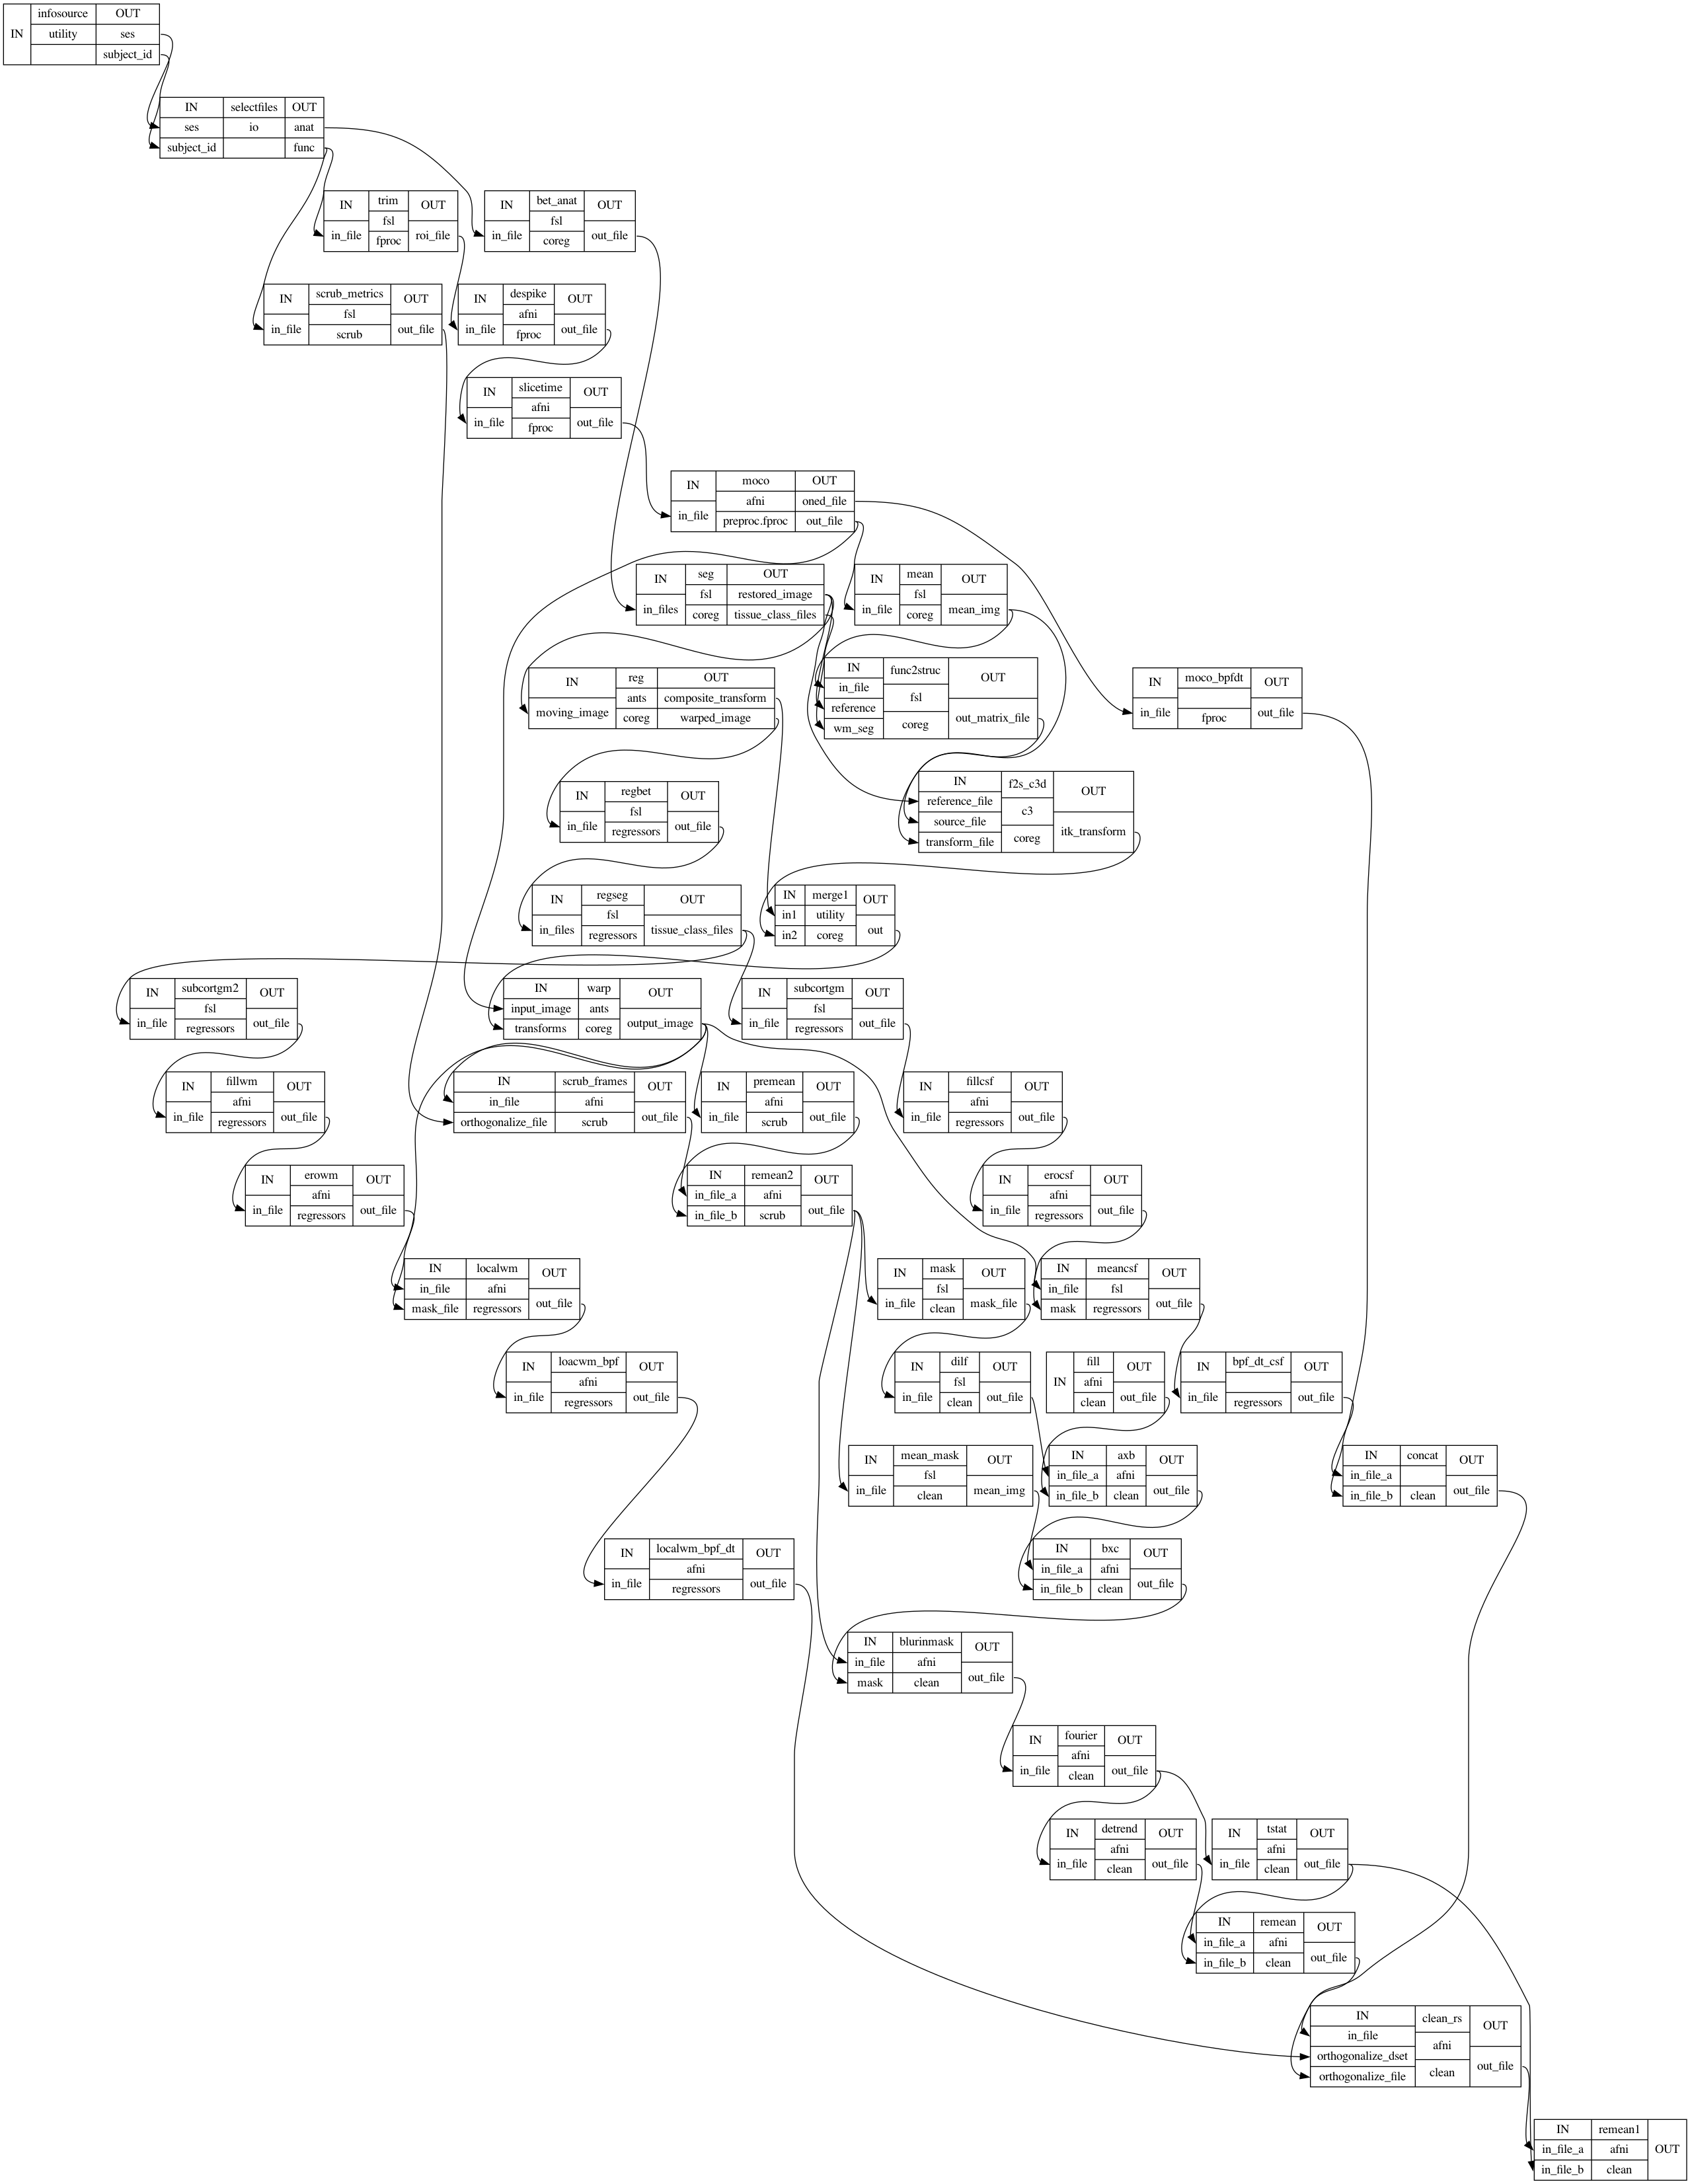 infosource OUT
IN utility ses
subject_id
IN selectfiles OUT
ses io anat
subject_id func
IN trim OUT
fsl
in_file fproc roi_file
IN bet_anat OUT
fsl
in_file coreg out_file
IN scrub_metrics OUT
fsl
in_file scrub out_file
IN despike OUT
afni
in_file fproc out_file
IN slicetime OUT
afni
in_file fproc out_file
IN moco OUT
afni oned_file
in_file preproc.fproc out_file
IN seg OUT
fsl restored_image
in_files coreg tissue_class_files
IN mean OUT
fsl
in_file coreg mean_img
IN reg OUT
ants composite_transform
moving_image coreg warped_image
IN func2struc OUT
in_file
reference fsl
wm_seg coreg out_matrix_file
IN moco_bpfdt OUT
in_file fproc out_file
IN regbet OUT
fsl
in_file regressors out_file
IN f2s_c3d OUT
reference_file
source_file c3
transform_file coreg itk_transform
IN regseg OUT
fsl
in_files regressors tissue_class_files
IN merge1 OUT
in1 utility
in2 coreg out
IN subcortgm2 OUT
fsl
in_file regressors out_file
IN warp OUT
input_image ants
transforms coreg output_image
IN subcortgm OUT
fsl
in_file regressors out_file
IN fillwm OUT
afni
in_file regressors out_file
IN scrub_frames OUT
in_file afni
orthogonalize_file scrub out_file
IN premean OUT
afni
in_file scrub out_file
IN fillcsf OUT
afni
in_file regressors out_file
IN erowm OUT
afni
in_file regressors out_file
IN remean2 OUT
in_file_a afni
in_file_b scrub out_file
IN erocsf OUT
afni
in_file regressors out_file
IN localwm OUT
in_file afni
mask_file regressors out_file
IN mask OUT
fsl
in_file clean mask_file
IN meancsf OUT
in_file fsl
mask regressors out_file
IN loacwm_bpf OUT
afni
in_file regressors out_file
IN dilf OUT
fsl
in_file clean out_file
fill OUT
IN afni
clean out_file
IN bpf_dt_csf OUT
in_file regressors out_file
IN mean_mask OUT
fsl
in_file clean mean_img
IN axb OUT
in_file_a afni
in_file_b clean out_file
IN concat OUT
in_file_a
in_file_b clean out_file
IN localwm_bpf_dt OUT
afni
in_file regressors out_file
IN bxc OUT
in_file_a afni
in_file_b clean out_file
IN blurinmask OUT
in_file afni
mask clean out_file
IN fourier OUT
afni
in_file clean out_file
IN detrend OUT
afni
in_file clean out_file
IN tstat OUT
afni
in_file clean out_file
IN remean OUT
in_file_a afni
in_file_b clean out_file
IN clean_rs OUT
in_file
orthogonalize_dset afni
orthogonalize_file clean out_file
IN remean1
in_file_a afni OUT
in_file_b clean